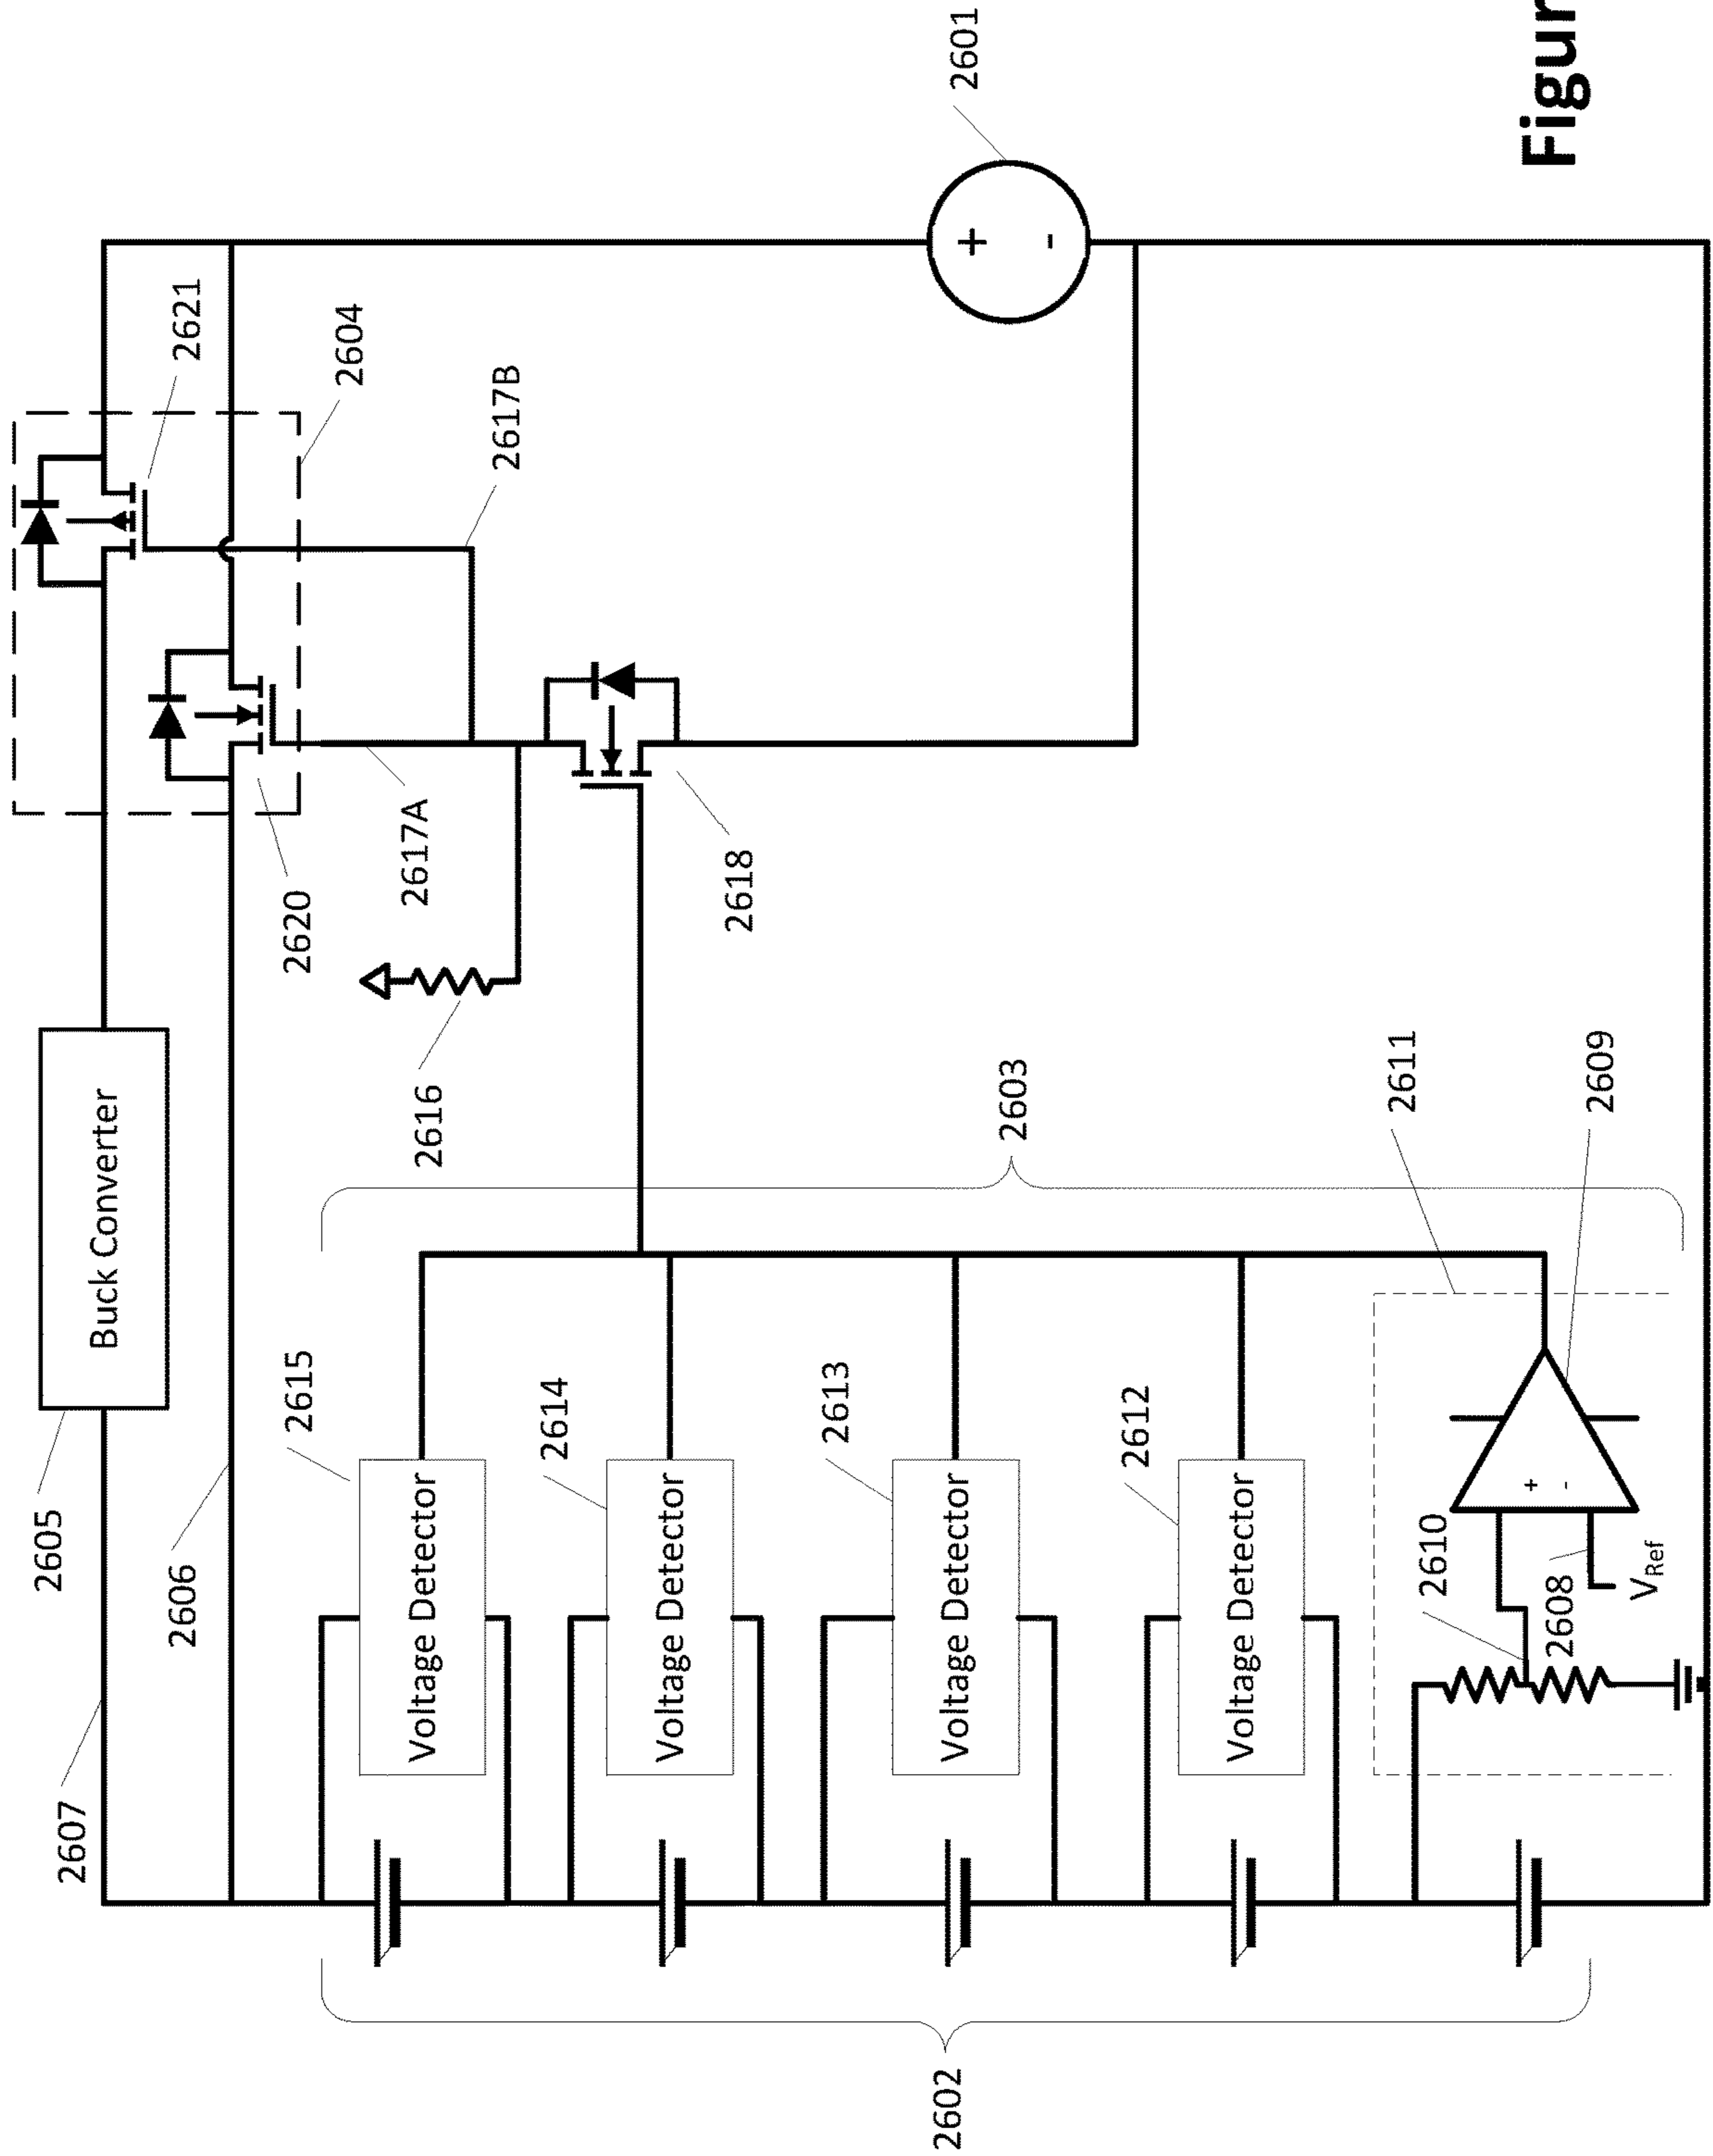 2601
2621
2604
2617B
2620
2617A
2618
2616
Buck Converter
2605
2606
2607
2603
2611
2609
2615
2614
2613
2612
Voltage Detector
Voltage Detector
Voltage Detector
Voltage Detector
2610
2608
VRef
+
-
+
-
2602
Figur